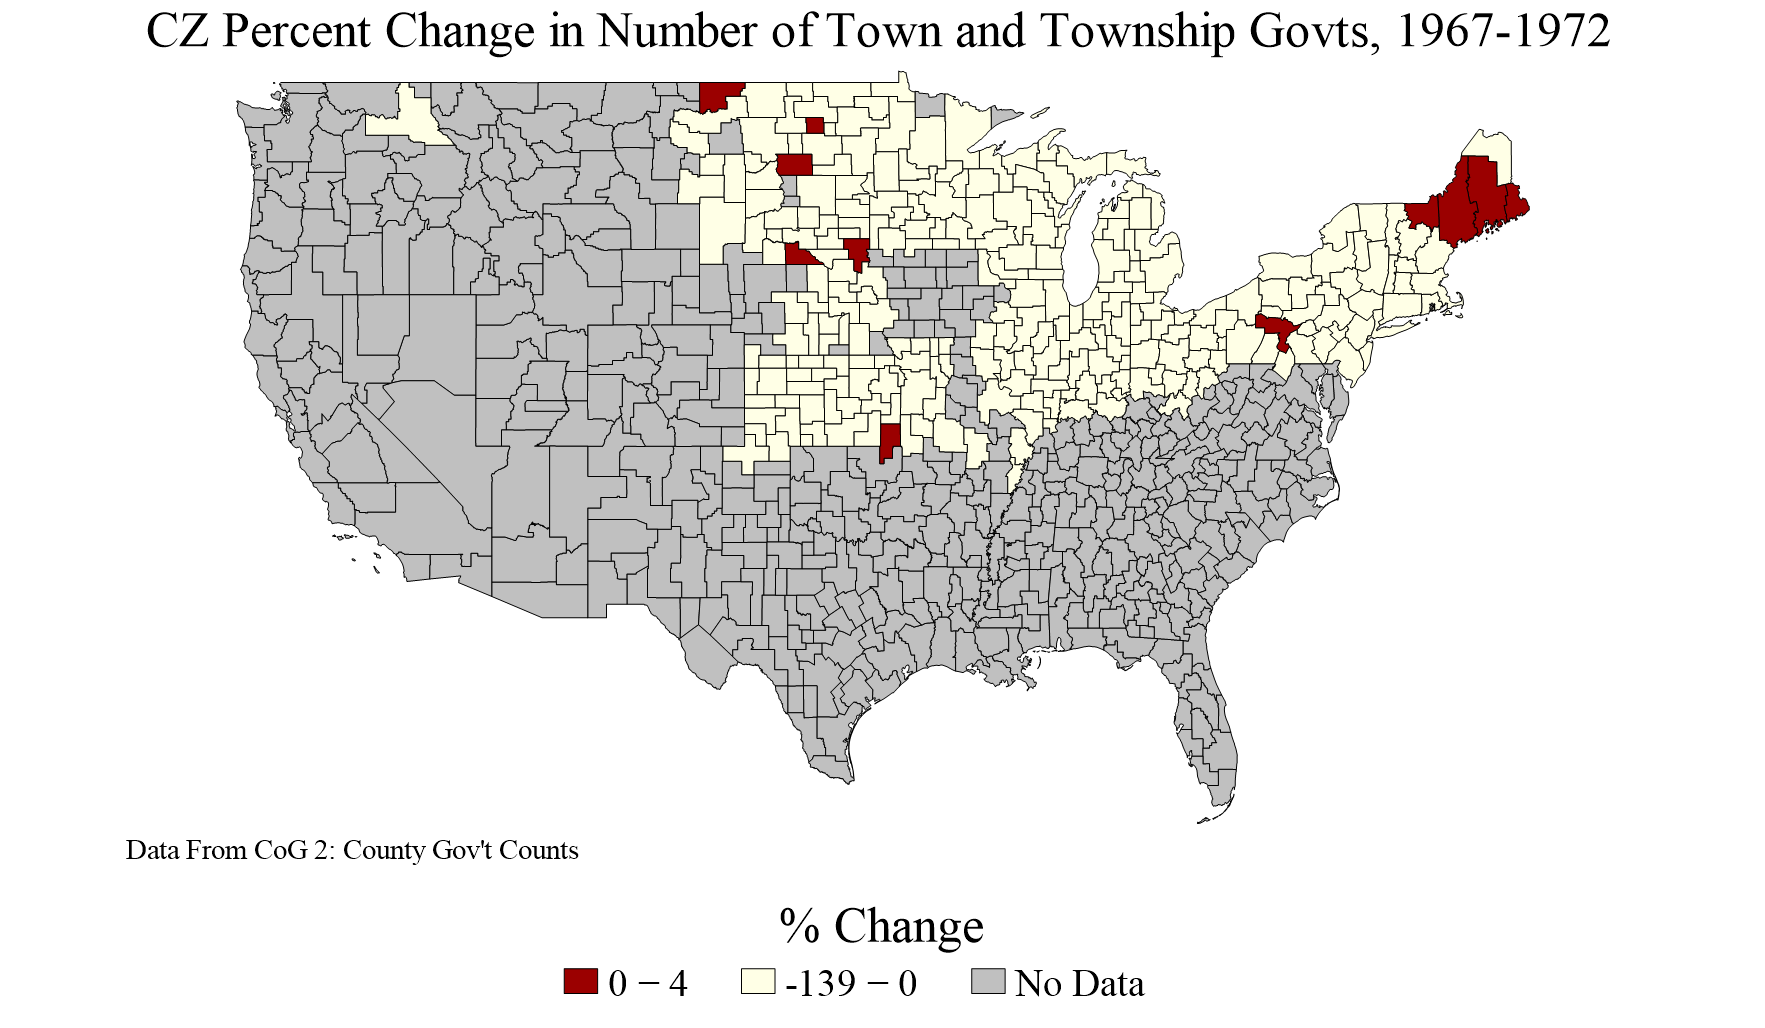 CZ Percent Change in Number of Town and Township Govts, 1967-1972
Data From CoG 2: County Gov't Counts
% Change
0 − 4
-139 − 0
No Data